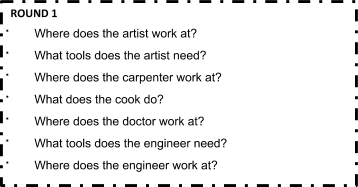 ROUND 1
Where does the artist work at?
What tools does the artist need?
Where does the carpenter work at?
What does the cook do?
Where does the doctor work at?
What tools does the engineer need?
Where does the engineer work at?